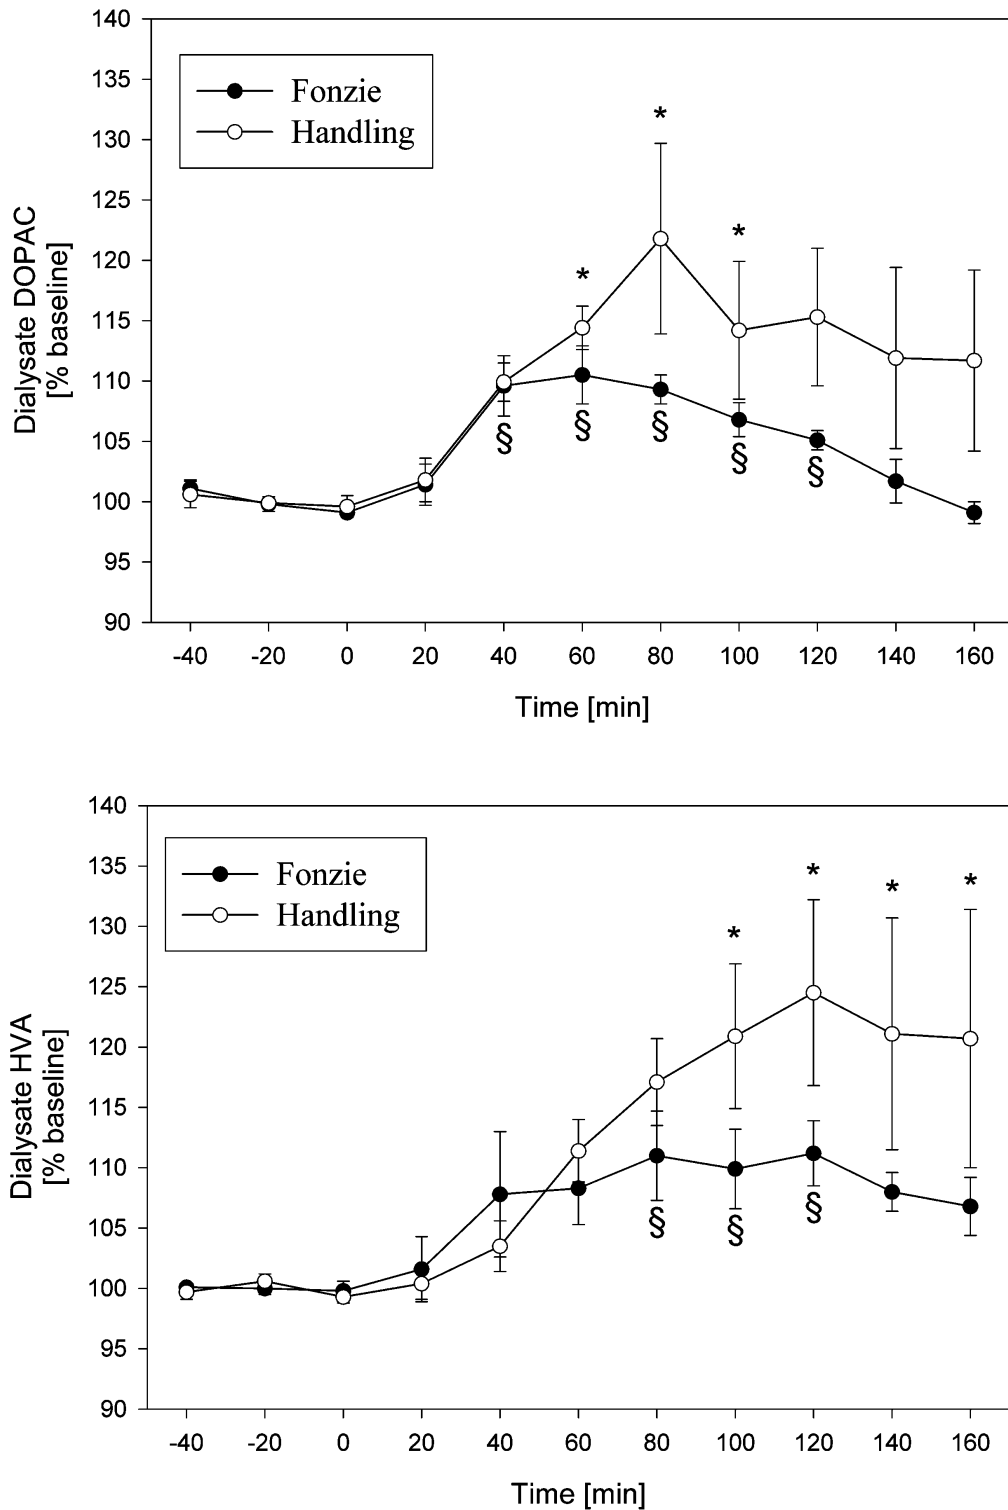 140
135
130
125
120
115
110
105
100
95
90
Dialysate DOPAC
[% baseline]
Fonzie
Handling
*
*
*
§
§
§
§
§
-40 -20 0 20 40 60 80 100 120 140 160
Time [min]
140
135
130
125
120
115
110
105
100
95
90
Dialysate HVA
[% baseline]
Fonzie
Handling
* * * *
§ § §
-40 -20 0 20 40 60 80 100 120 140 160
Time [min]